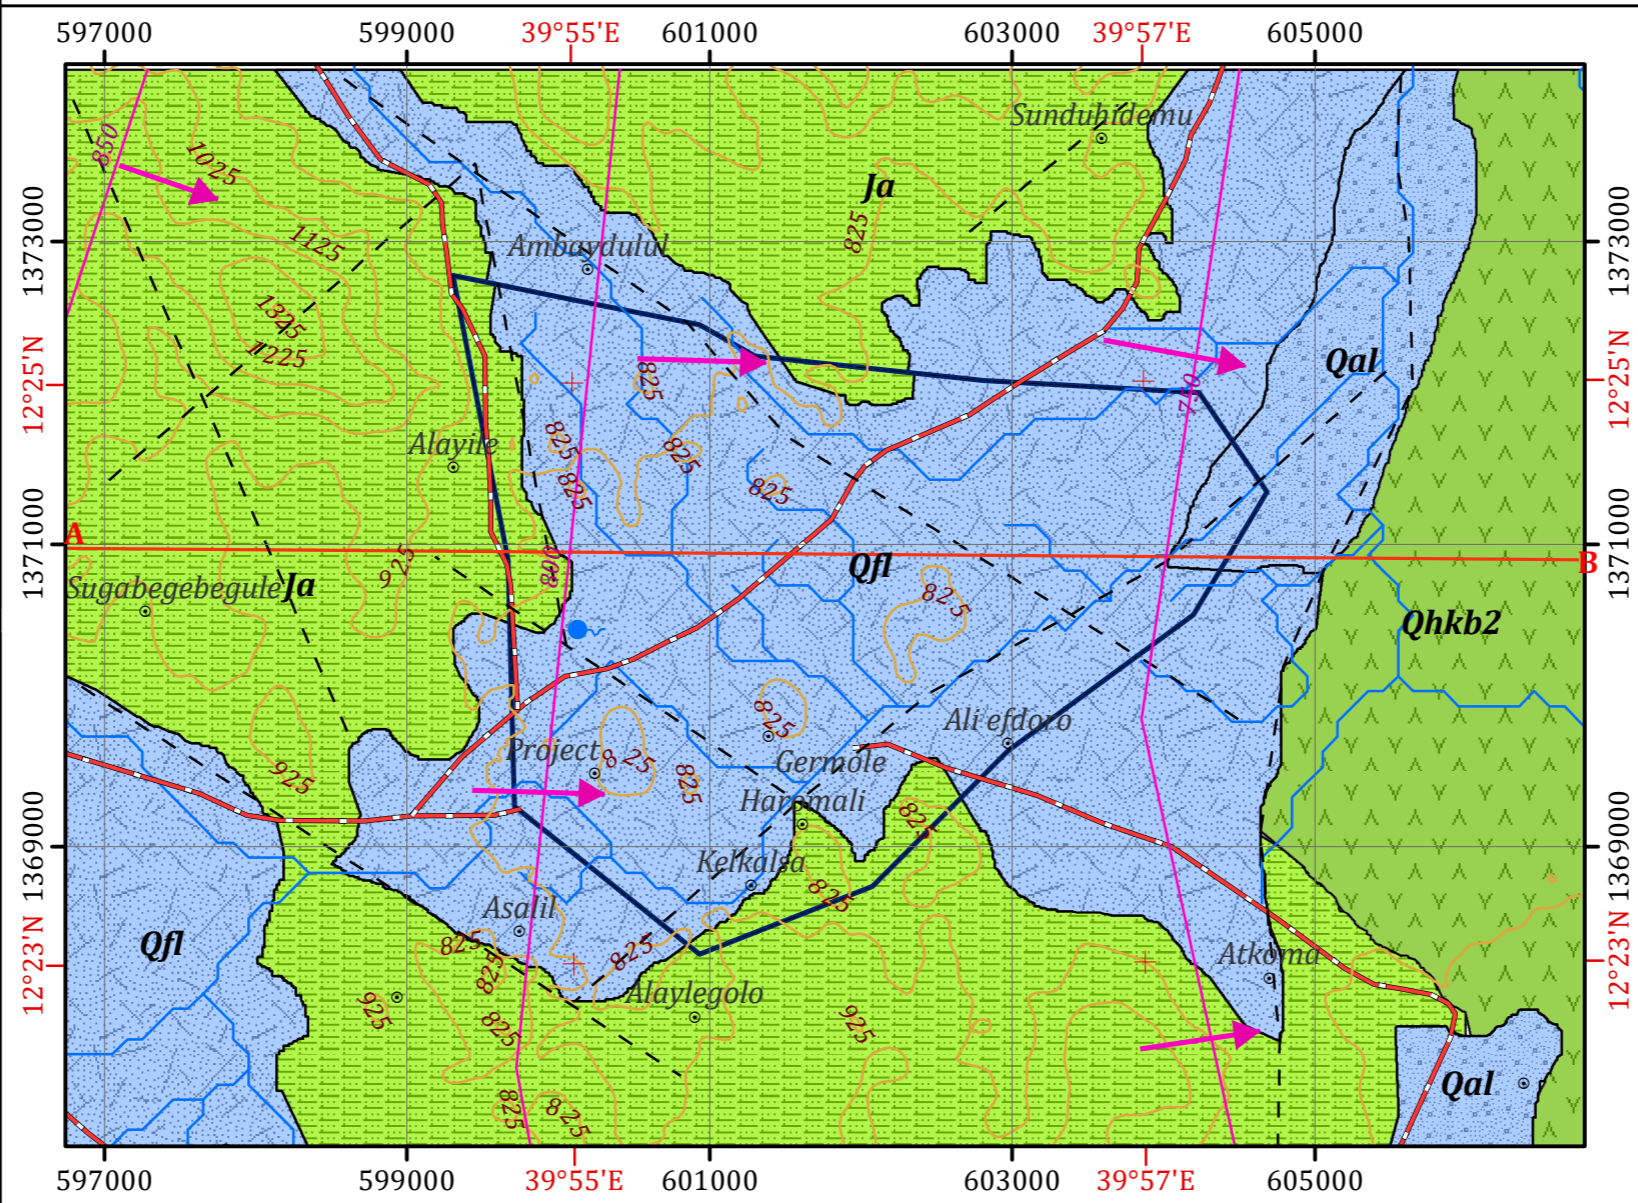 597000 599000 39°55'E 601000 603000 39°57'E 605000
Sunduhidemu
850
1025
Ja
1373000
1373000
825
1125
Ambaydulul
1325
1225
12°25'N
Qal
12°25'N
825
750
825
Alayile
825
825
825
1371000
1371000
A
B
808
Qfl
925
Sugabegebegule
Ja
825
Qhkb2
825
Ali efdoro
Project
825
Germole
925
825
Haromali
1369000
1369000
825
Kelkalsa
825
Asalil
Qfl
825
825
Atkoma
12°23'N
12°23'N
825
Alaylegolo
925
825
925
Qal
825
825
597000 599000 39°55'E 601000 603000 39°57'E 605000